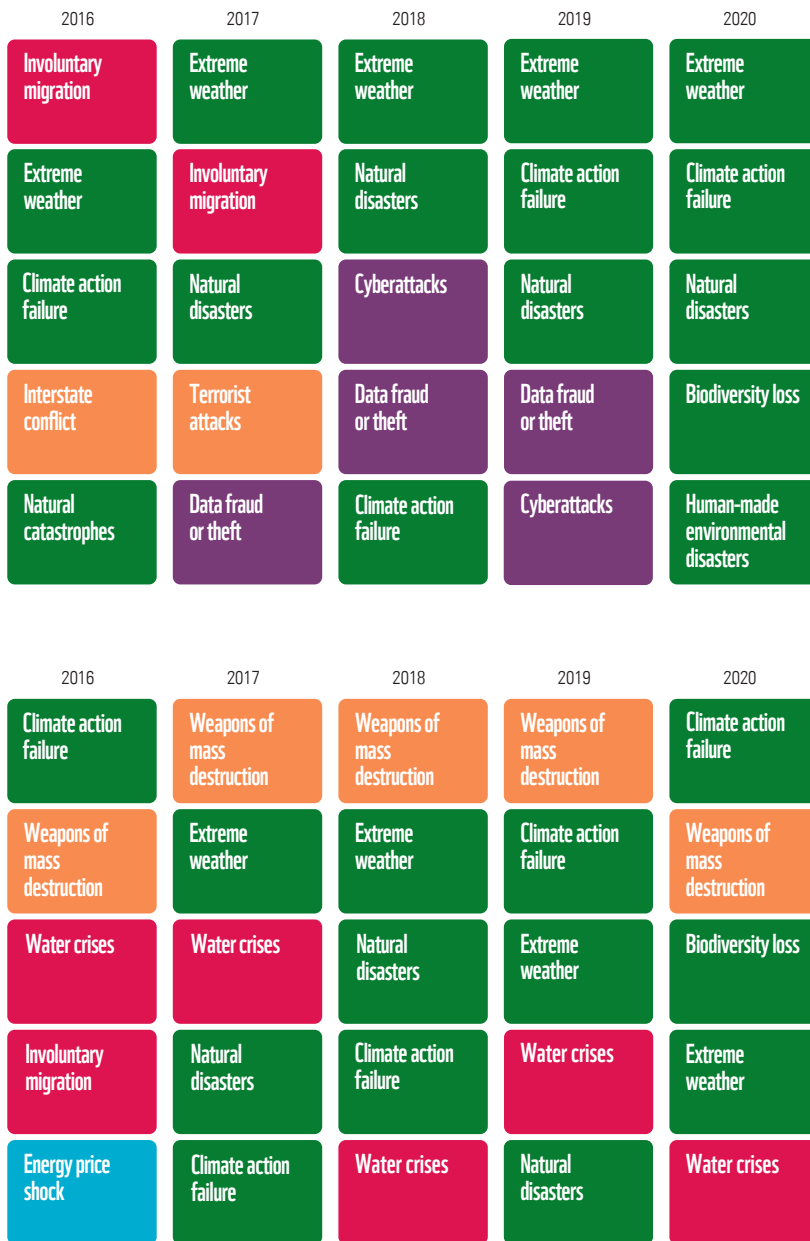 2016 2017 2018 2019 2020
Involuntary
migration
Extreme
weather
Extreme
weather
Extreme
weather
Extreme
weather
Extreme
weather
Involuntary
migration
Natural
disasters
Climate action
failure
Climate action
failure
Climate action
failure
Natural
disasters
Cyberattacks
Natural
disasters
Natural
disasters
Interstate
conflict
Terrorist
attacks
Data fraud
or theft
Data fraud
or theft
Biodiversity loss
Natural
catastrophes
Data fraud
or theft
Climate action
failure
Cyberattacks
Human-made
environmental
disasters
2016 2017 2018 2019 2020
Climate action
failure
Weapons of
mass
destruction
Weapons of
mass
destruction
Weapons of
mass
destruction
Climate action
failure
Weapons of
mass
destruction
Extreme
weather
Extreme
weather
Climate action
failure
Weapons of
mass
destruction
Water crises
Water crises
Natural
disasters
Extreme
weather
Biodiversity loss
Involuntary
migration
Natural
disasters
Climate action
failure
Water crises
Extreme
weather
Energy price
shock
Climate action
failure
Water crises
Natural
disasters
Water crises